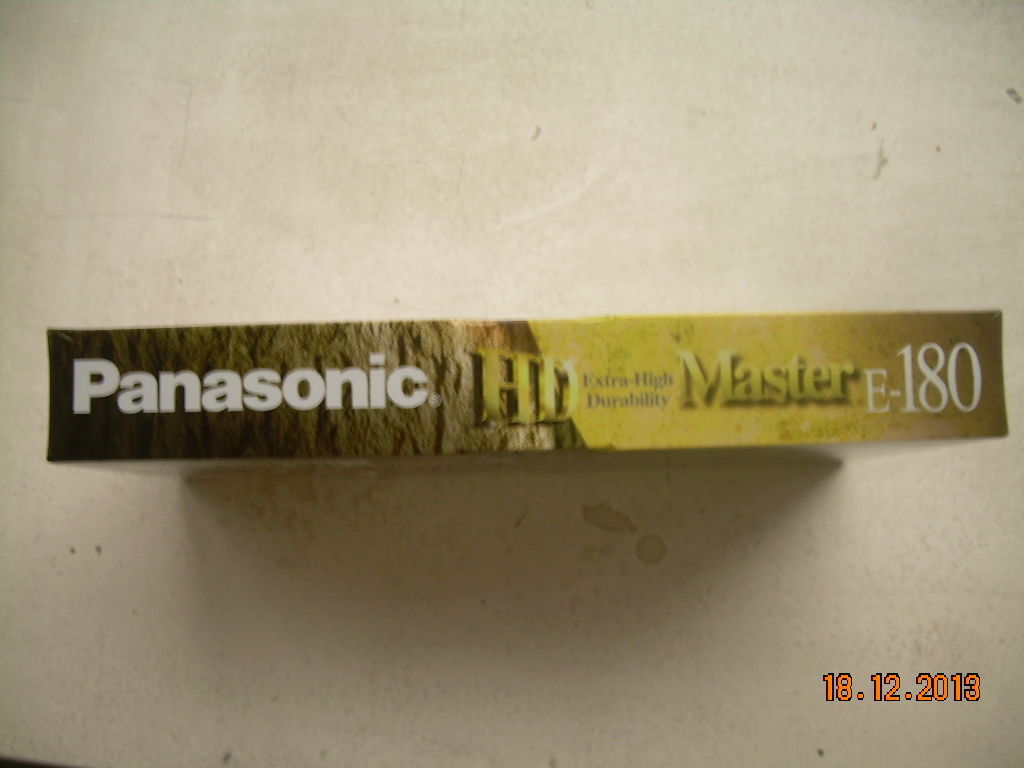 Panasonic® HD Extra-High Durability Master E-180
18.12.2013